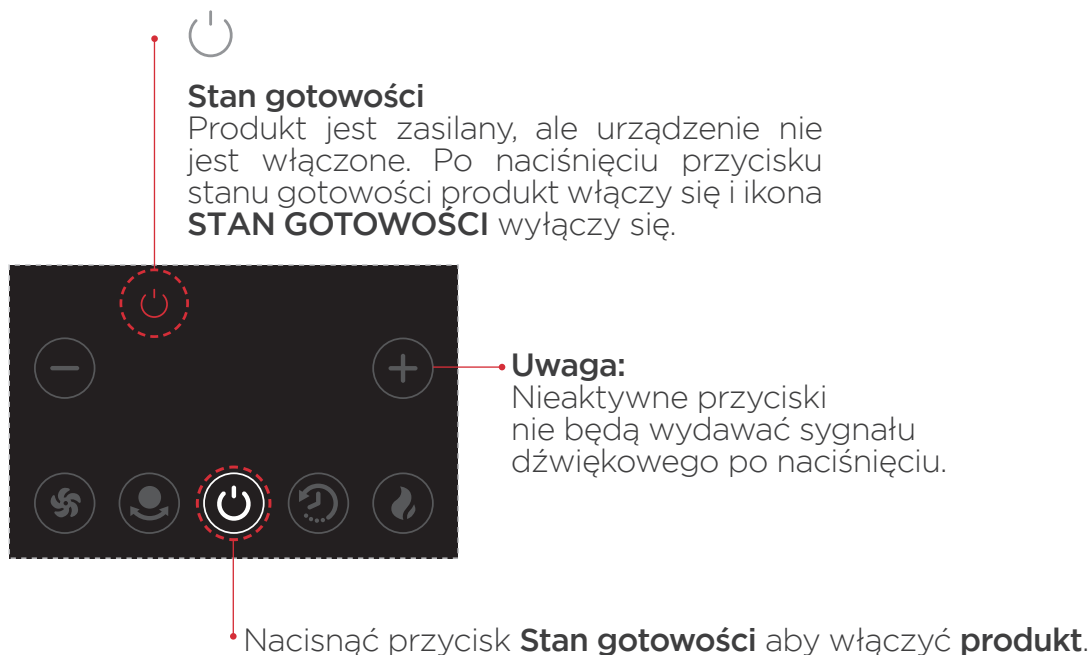 Stan gotowości
Produkt jest zasilany, ale urządzenie nie
jest włączone. Po naciśnięciu przycisku
stanu gotowości produkt włączy się i ikona
STAN GOTOWOŚCI wyłączy się.
Uwaga:
Nieaktywne przyciski
nie będą wydawać sygnału
dźwiękowego po naciśnięciu.
Nacisnąć przycisk Stan gotowości aby włączyć produkt.